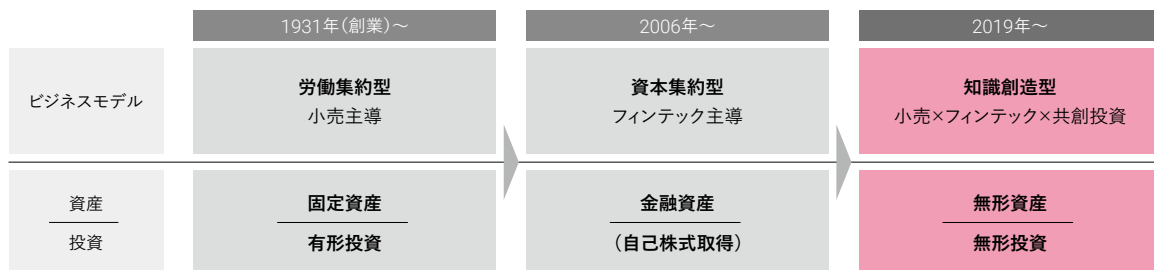 1931年(創業)～
2006年～
2019年～
ビジネスモデル
労働集約型
小売主導
資本集約型
フィンテック主導
知識創造型
小売×フィンテック×共創投資
資産
投資
固定資産
有形投資
金融資産
(自己株式取得)
無形資産
無形投資